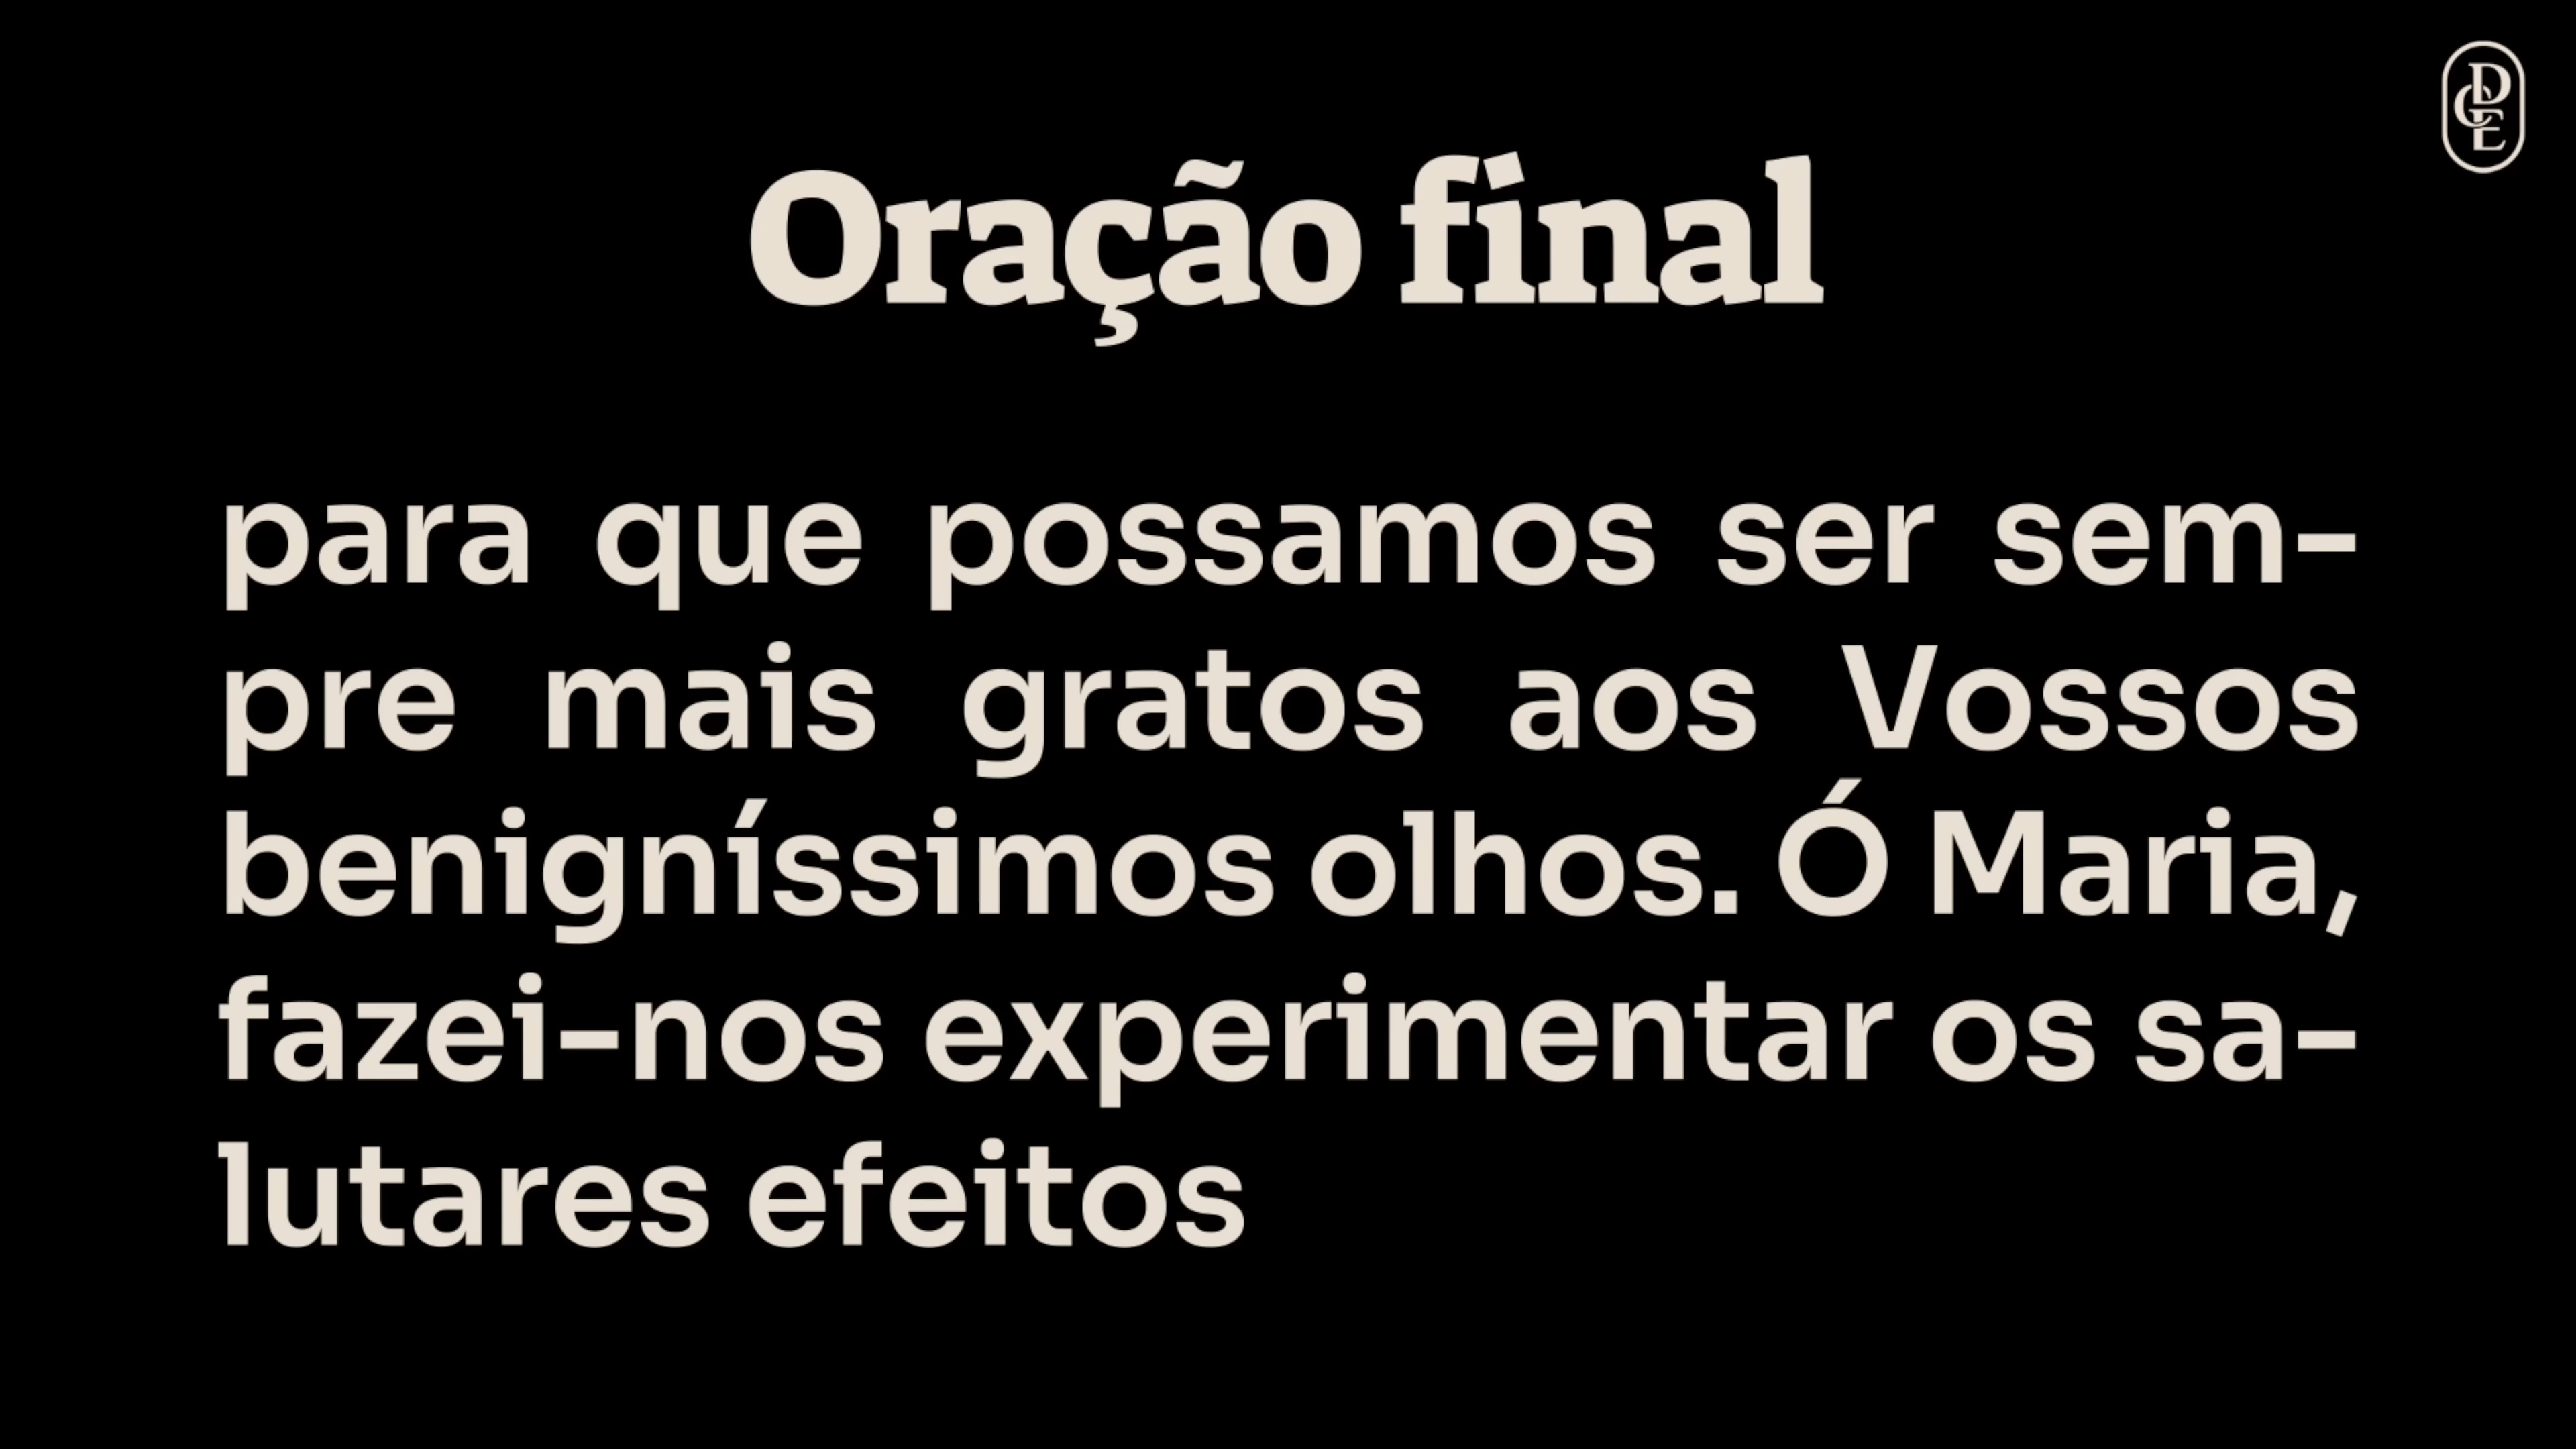 DCE
Oração final
para que possamos ser sem-
pre mais gratos aos Vossos
benigníssimos olhos. Ó Maria,
fazei-nos experimentar os sa-
lutares efeitos